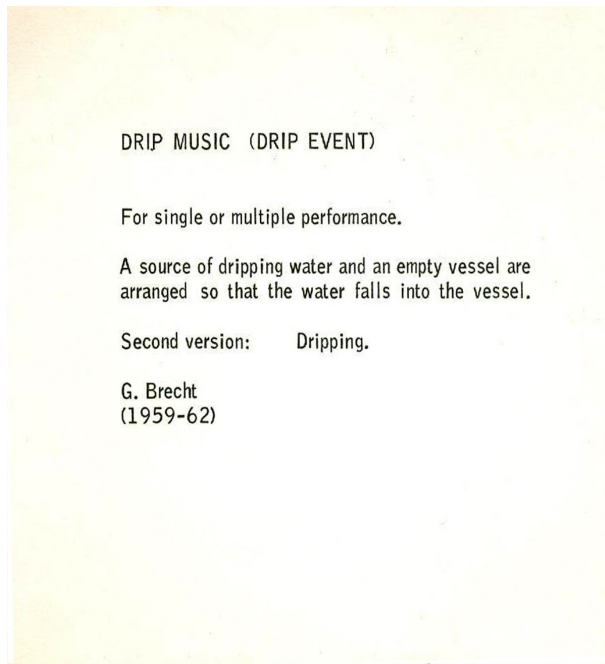 DRIP MUSIC (DRIP EVENT)
For single or multiple performance.
A source of dripping water and an empty vessel are
arranged so that the water falls into the vessel.
Second version: Dripping.
G. Brecht
(1959-62)